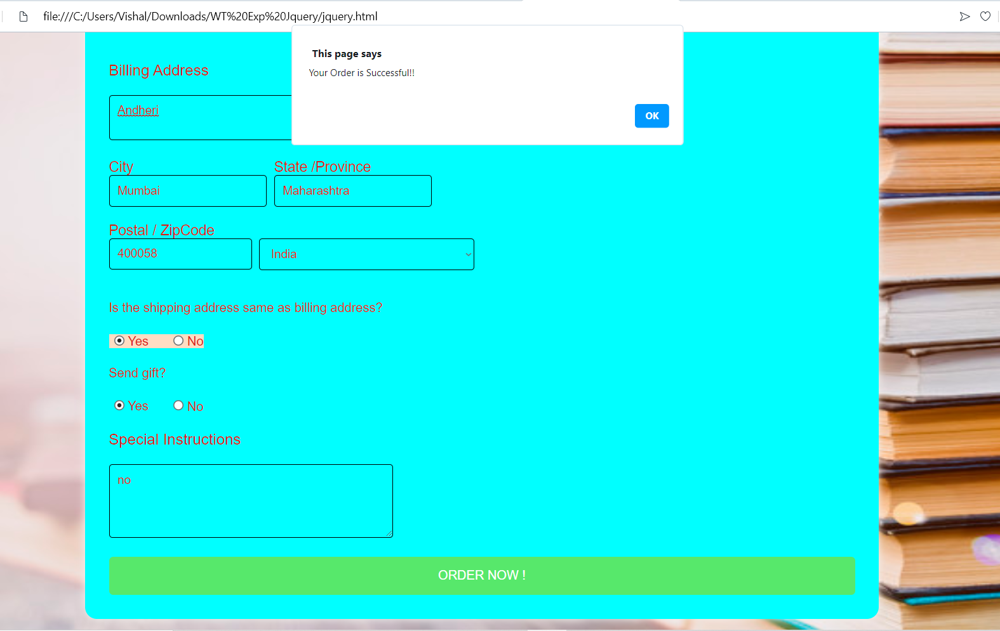 file:///C:/Users/Vishal/Downloads/WT%20Exp%20Jquery/jquery.html
This page says
Your Order is Successful!!
OK
Billing Address
Andheri
City State /Province
Mumbai Maharashtra
Postal / ZipCode
400058 India
Is the shipping address same as billing address?
Yes No
Send gift?
Yes No
Special Instructions
no
ORDER NOW !